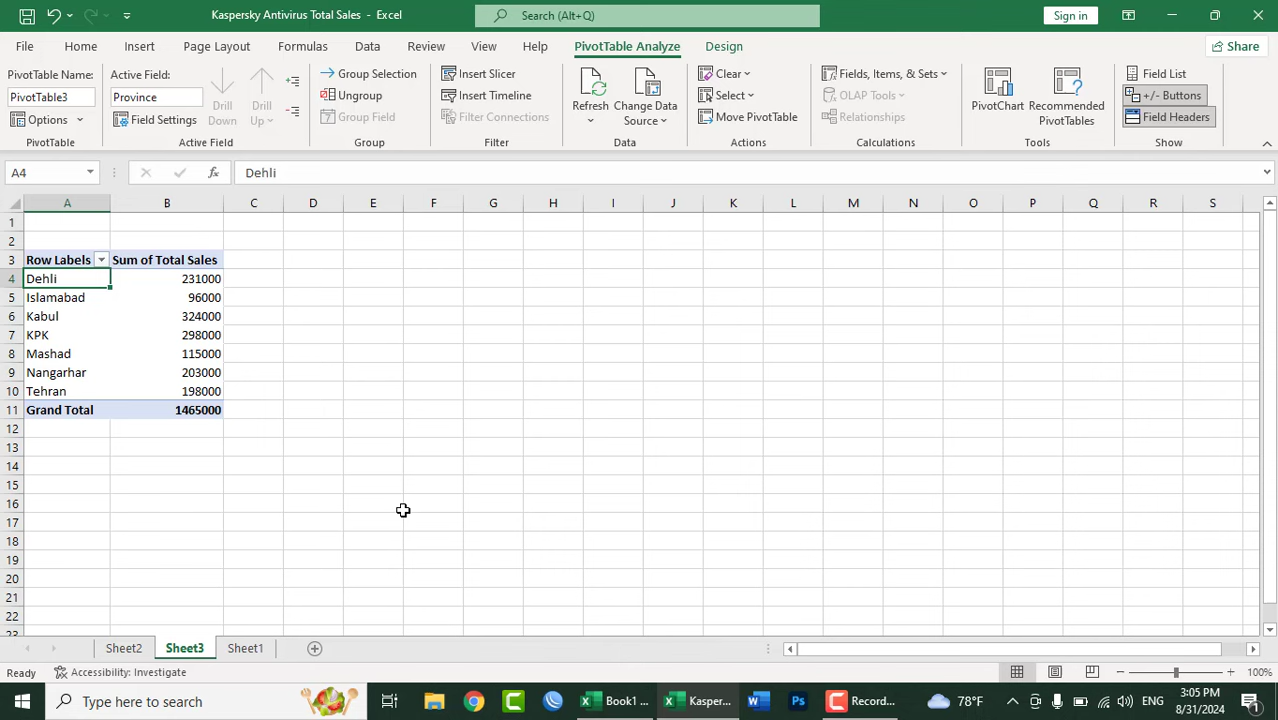 Kaspersky Antivirus Total Sales - Excel
Search (Alt+Q)
Sign in
File Home Insert Page Layout Formulas Data Review View Help PivotTable Analyze Design Share
PivotTable Name:
PivotTable3
Options
PivotTable
Active Field:
Province
Field Settings
Drill Down
Drill Up
Active Field
Group Selection
Ungroup
Group Field
Group
Insert Slicer
Insert Timeline
Filter Connections
Filter
Refresh
Change Data Source
Data
Clear
Select
Move PivotTable
Actions
Fields, Items, & Sets
OLAP Tools
Relationships
Calculations
PivotChart
Recommended PivotTables
Tools
Field List
+/- Buttons
Field Headers
Show
A4 fx Dehli
A B C D E F G H I J K L M N O P Q R S
1
2
3 Row Labels Sum of Total Sales
4 Dehli 231000
5 Islamabad 96000
6 Kabul 324000
7 KPK 298000
8 Mashad 115000
9 Nangarhar 203000
10 Tehran 198000
11 Grand Total 1465000
12
13
14
15
16
17
18
19
20
21
22
23
Sheet2 Sheet3 Sheet1
Ready Accessibility: Investigate 100%
Type here to search Book1 ... Kasper... W Ps Record... 78°F ENG 3:05 PM
8/31/2024 1